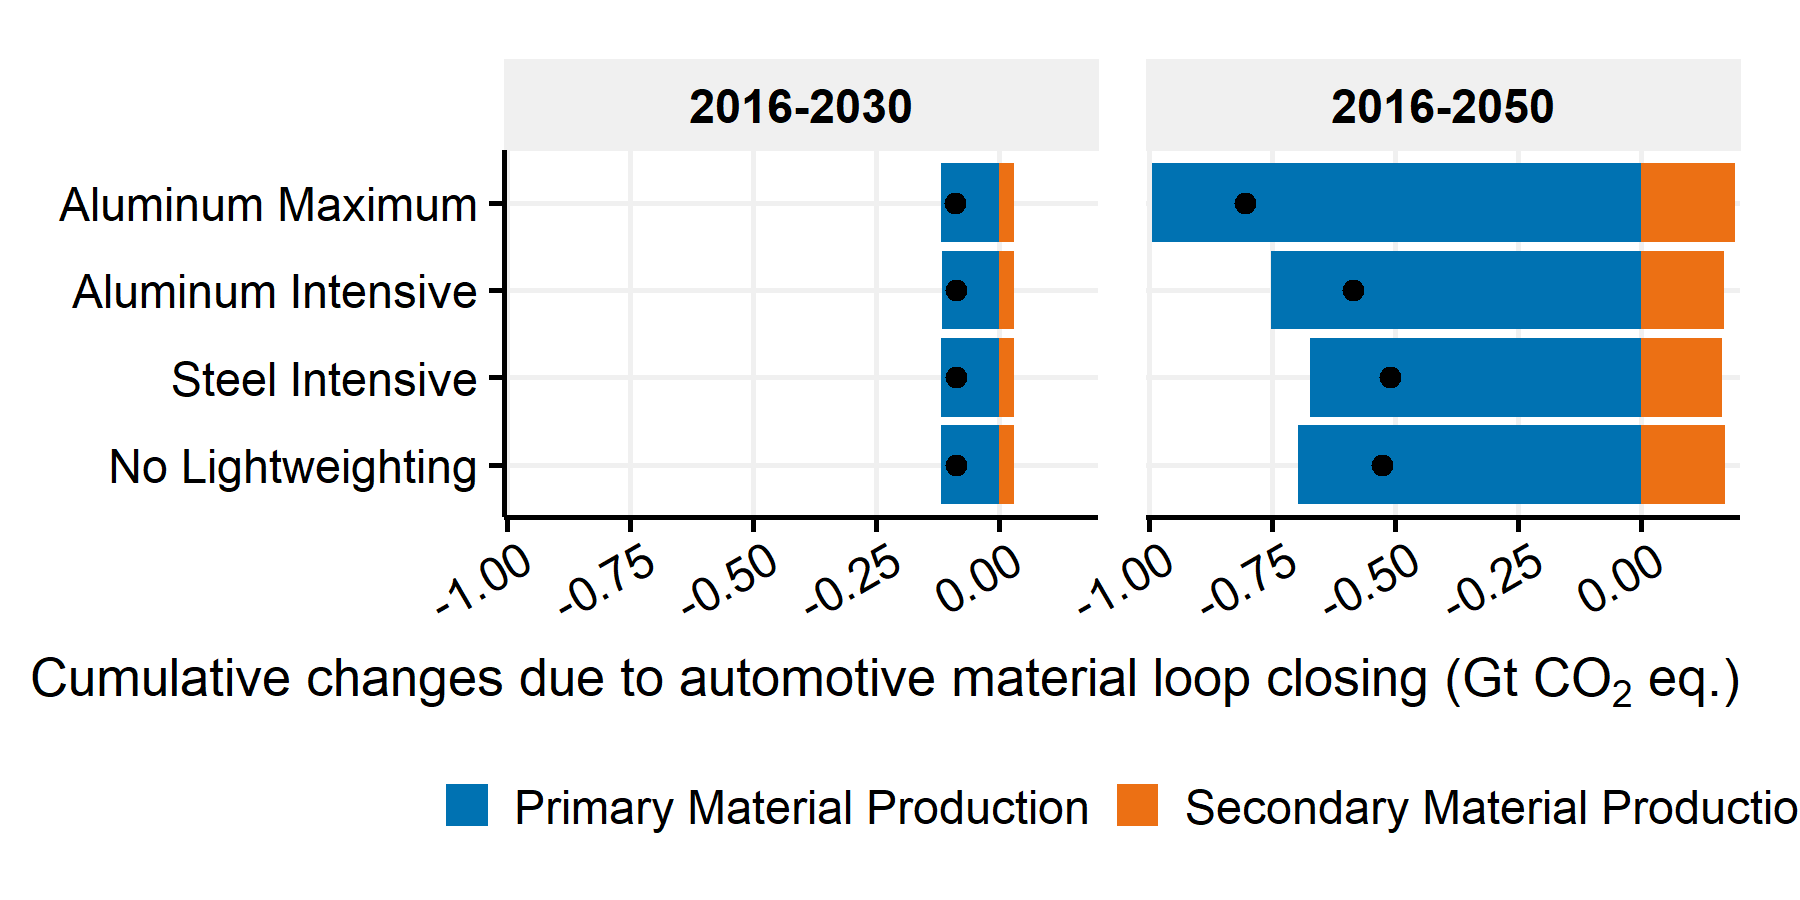 2016-2030 2016-2050
Aluminum Maximum
Aluminum Intensive
Steel Intensive
No Lightweighting
-1.00 -0.75 -0.50 -0.25 0.00 -1.00 -0.75 -0.50 -0.25 0.00
Cumulative changes due to automotive material loop closing (Gt CO₂ eq.)
Primary Material Production Secondary Material Productio